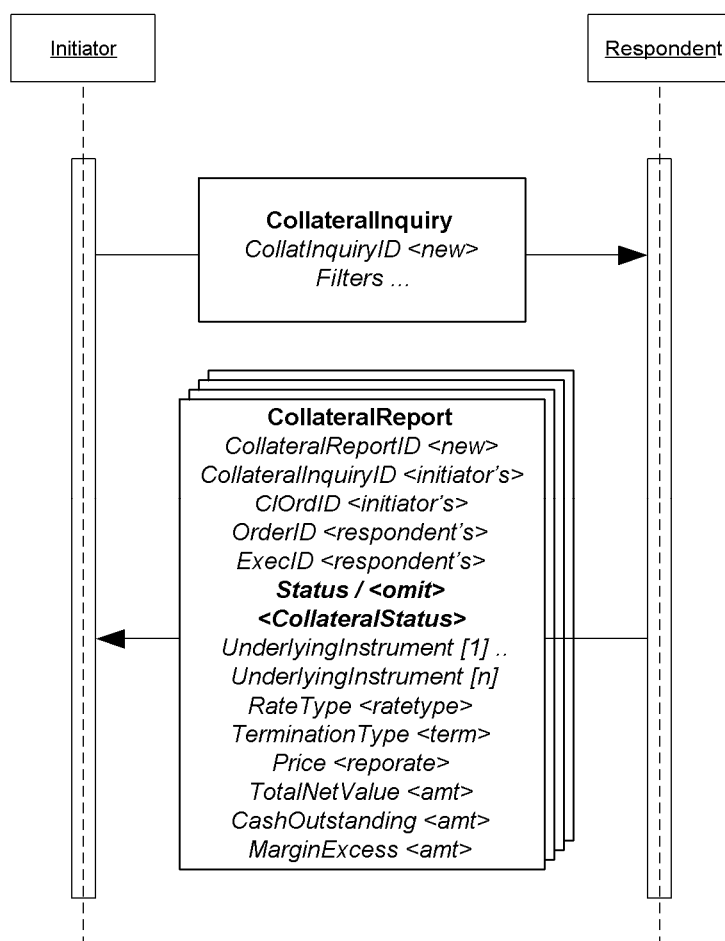 Initiator
Respondent
CollateralInquiry
CollatInquiryID <new>
Filters ...
CollateralReport
CollateralReportID <new>
CollateralInquiryID <initiator's>
ClOrdID <initiator's>
OrderID <respondent's>
ExecID <respondent's>
Status / <omit>
<CollateralStatus>
UnderlyingInstrument [1] ..
UnderlyingInstrument [n]
RateType <ratetype>
TerminationType <term>
Price <reporate>
TotalNetValue <amt>
CashOutstanding <amt>
MarginExcess <amt>